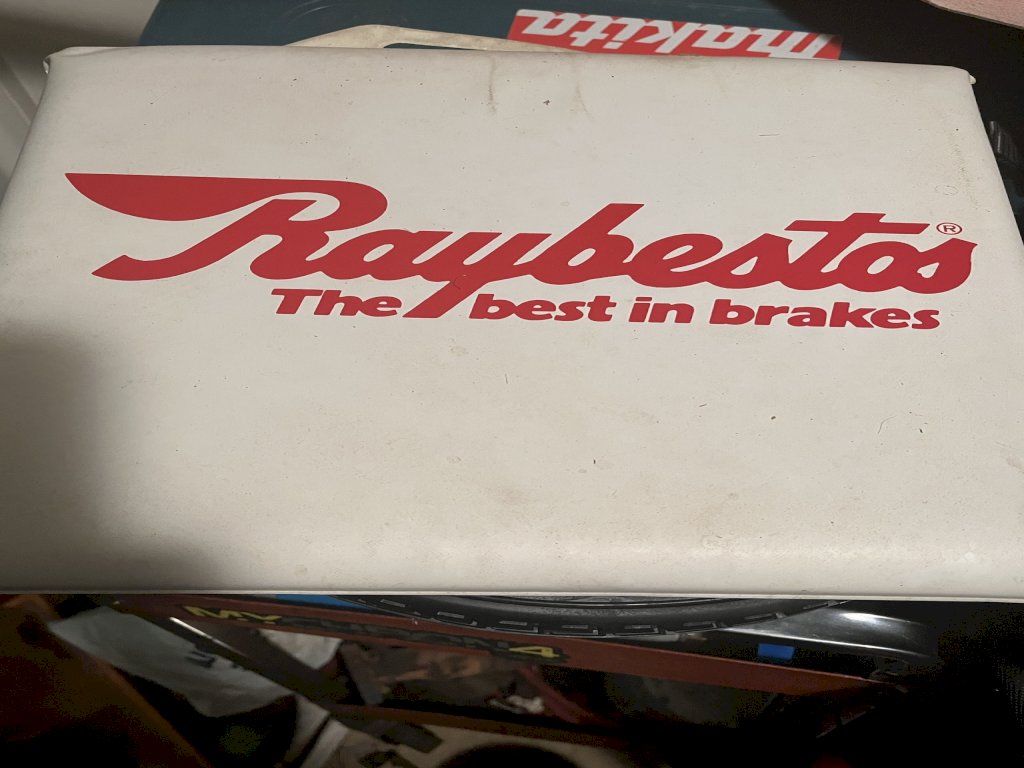 makita
Raybestos®
The best in brakes